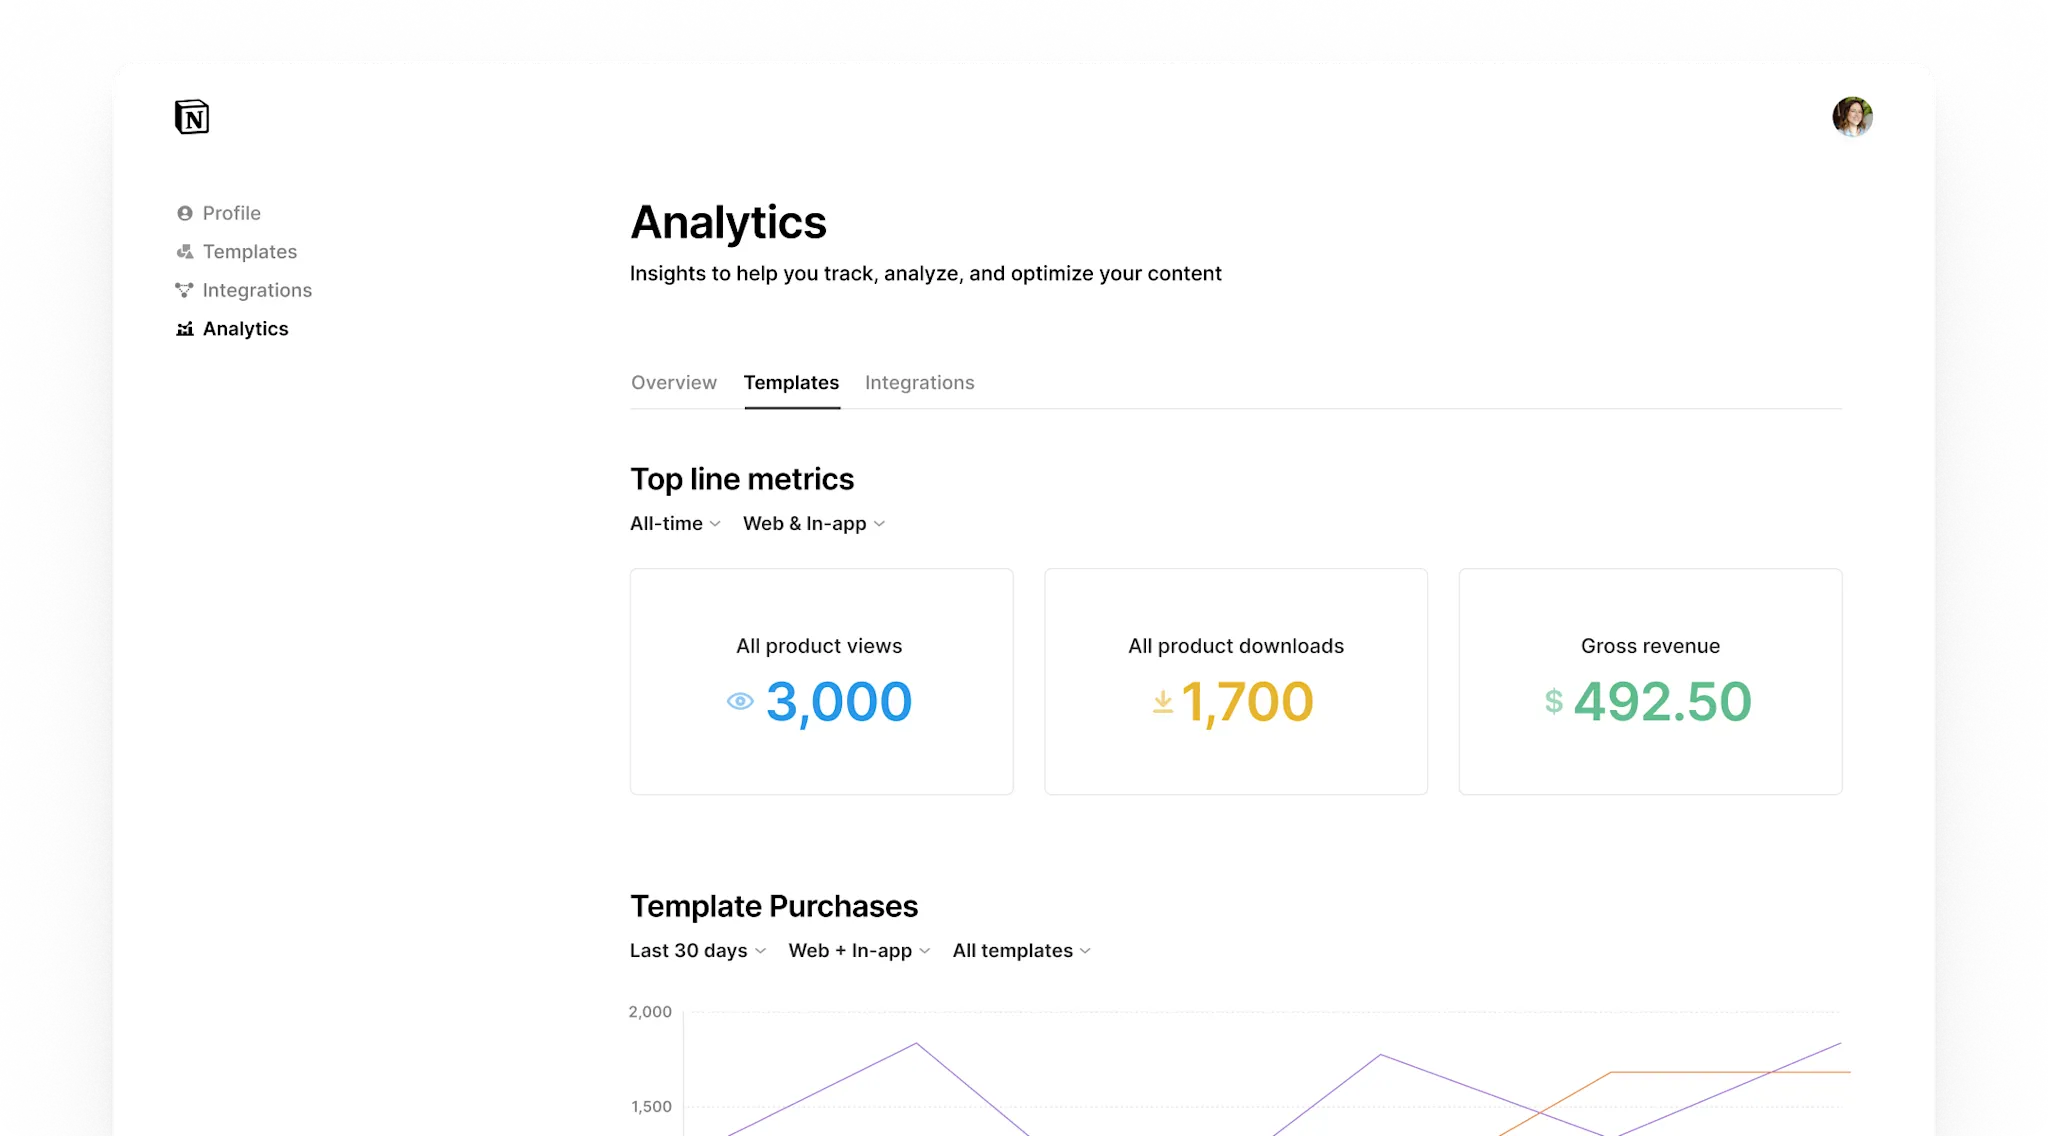 N
Profile
Templates
Integrations
Analytics
Analytics
Insights to help you track, analyze, and optimize your content
Overview Templates Integrations
Top line metrics
All-time Web & In-app
All product views
3,000
All product downloads
1,700
Gross revenue
$ 492.50
Template Purchases
Last 30 days Web + In-app All templates
2,000
1,500